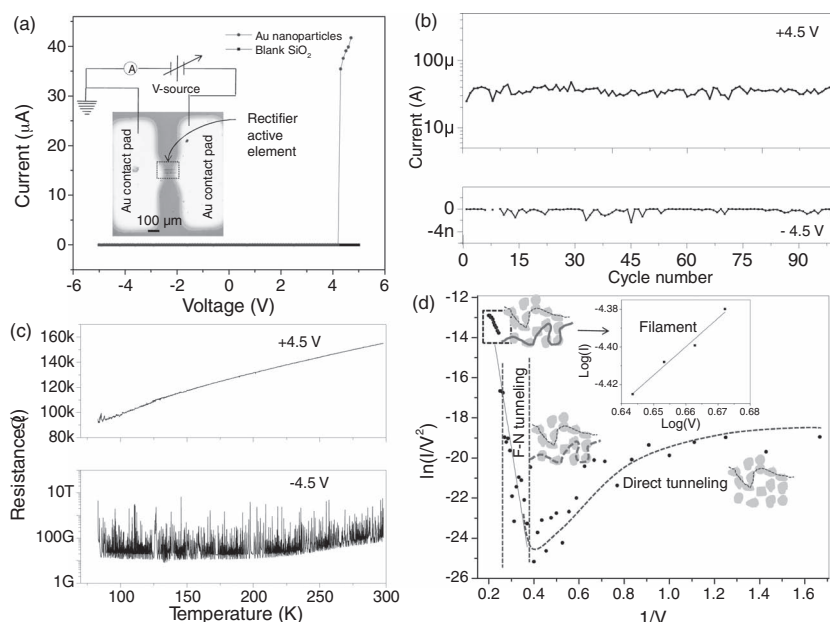 (a)
Au nanoparticles
Blank SiO₂
A
V-source
Rectifier
active
element
Au contact pad
Au contact pad
100 µm
Current (µA)
40
30
20
10
0
-6 -4 -2 0 2 4 6
Voltage (V)
(b)
+4.5 V
100µ
10µ
Current (A)
0
-4n
- 4.5 V
0 15 30 45 60 75 90
Cycle number
(c)
160k
140k
120k
100k
80k
+4.5 V
Resistance(Ω)
10T
100G
1G
-4.5 V
100 150 200 250 300
Temperature (K)
(d)
-12
-14
-16
-18
-20
-22
-24
-26
ln(I/V²)
F-N tunneling
Filament
-4.38
-4.40
-4.42
Log(I)
0.64 0.65 0.66 0.67 0.68
Log(V)
Direct tunneling
0.2 0.4 0.6 0.8 1.0 1.2 1.4 1.6
1/V